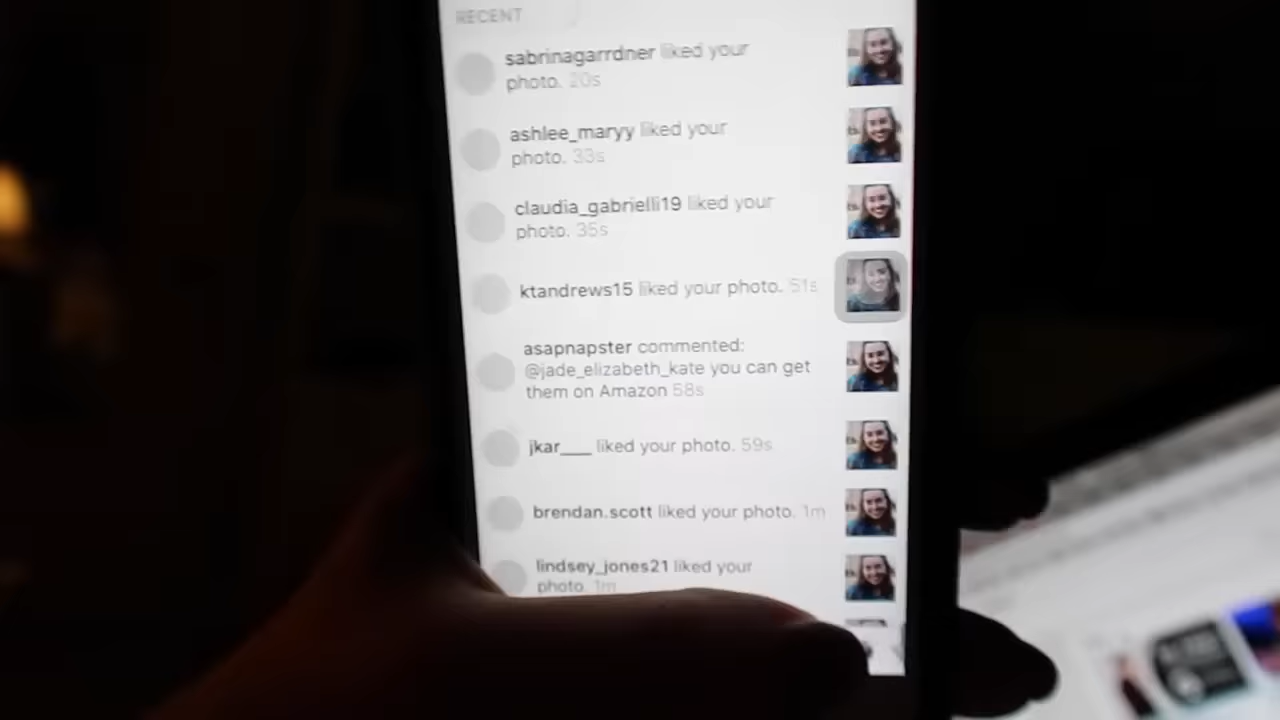 RECENT
sabrinagarrdner liked your
photo. 20s
ashlee_maryy liked your
photo. 33s
claudia_gabrielli19 liked your
photo. 35s
ktandrews15 liked your photo. 51s
asapnapster commented:
@jade_elizabeth_kate you can get
them on Amazon 58s
jkar___ liked your photo. 59s
brendan.scott liked your photo. 1m
lindsey_jones21 liked your
photo. 1m